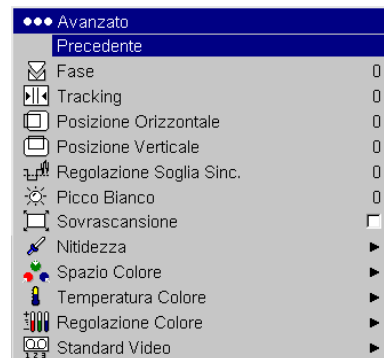 Avanzato
Precedente
Fase 0
Tracking 0
Posizione Orizzontale 0
Posizione Verticale 0
Regolazione Soglia Sinc. 0
Picco Bianco 0
Sovrascansione
Nitidezza
Spazio Colore
Temperatura Colore
Regolazione Colore
Standard Video